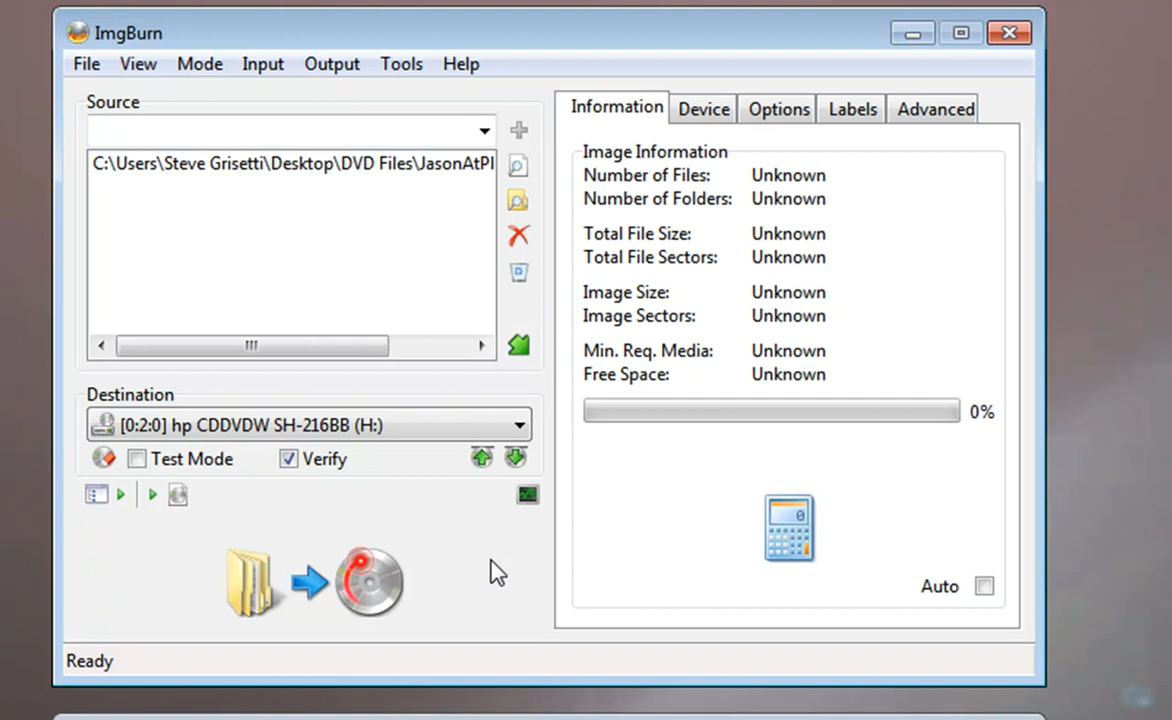 ImgBurn
File View Mode Input Output Tools Help
Source
C:\Users\Steve Grisetti\Desktop\DVD Files\JasonAtPl
Destination
[0:2:0] hp CDDVDW SH-216BB (H:)
Test Mode Verify
Ready
Information Device Options Labels Advanced
Image Information
Number of Files: Unknown
Number of Folders: Unknown
Total File Size: Unknown
Total File Sectors: Unknown
Image Size: Unknown
Image Sectors: Unknown
Min. Req. Media: Unknown
Free Space: Unknown
0%
0
Auto